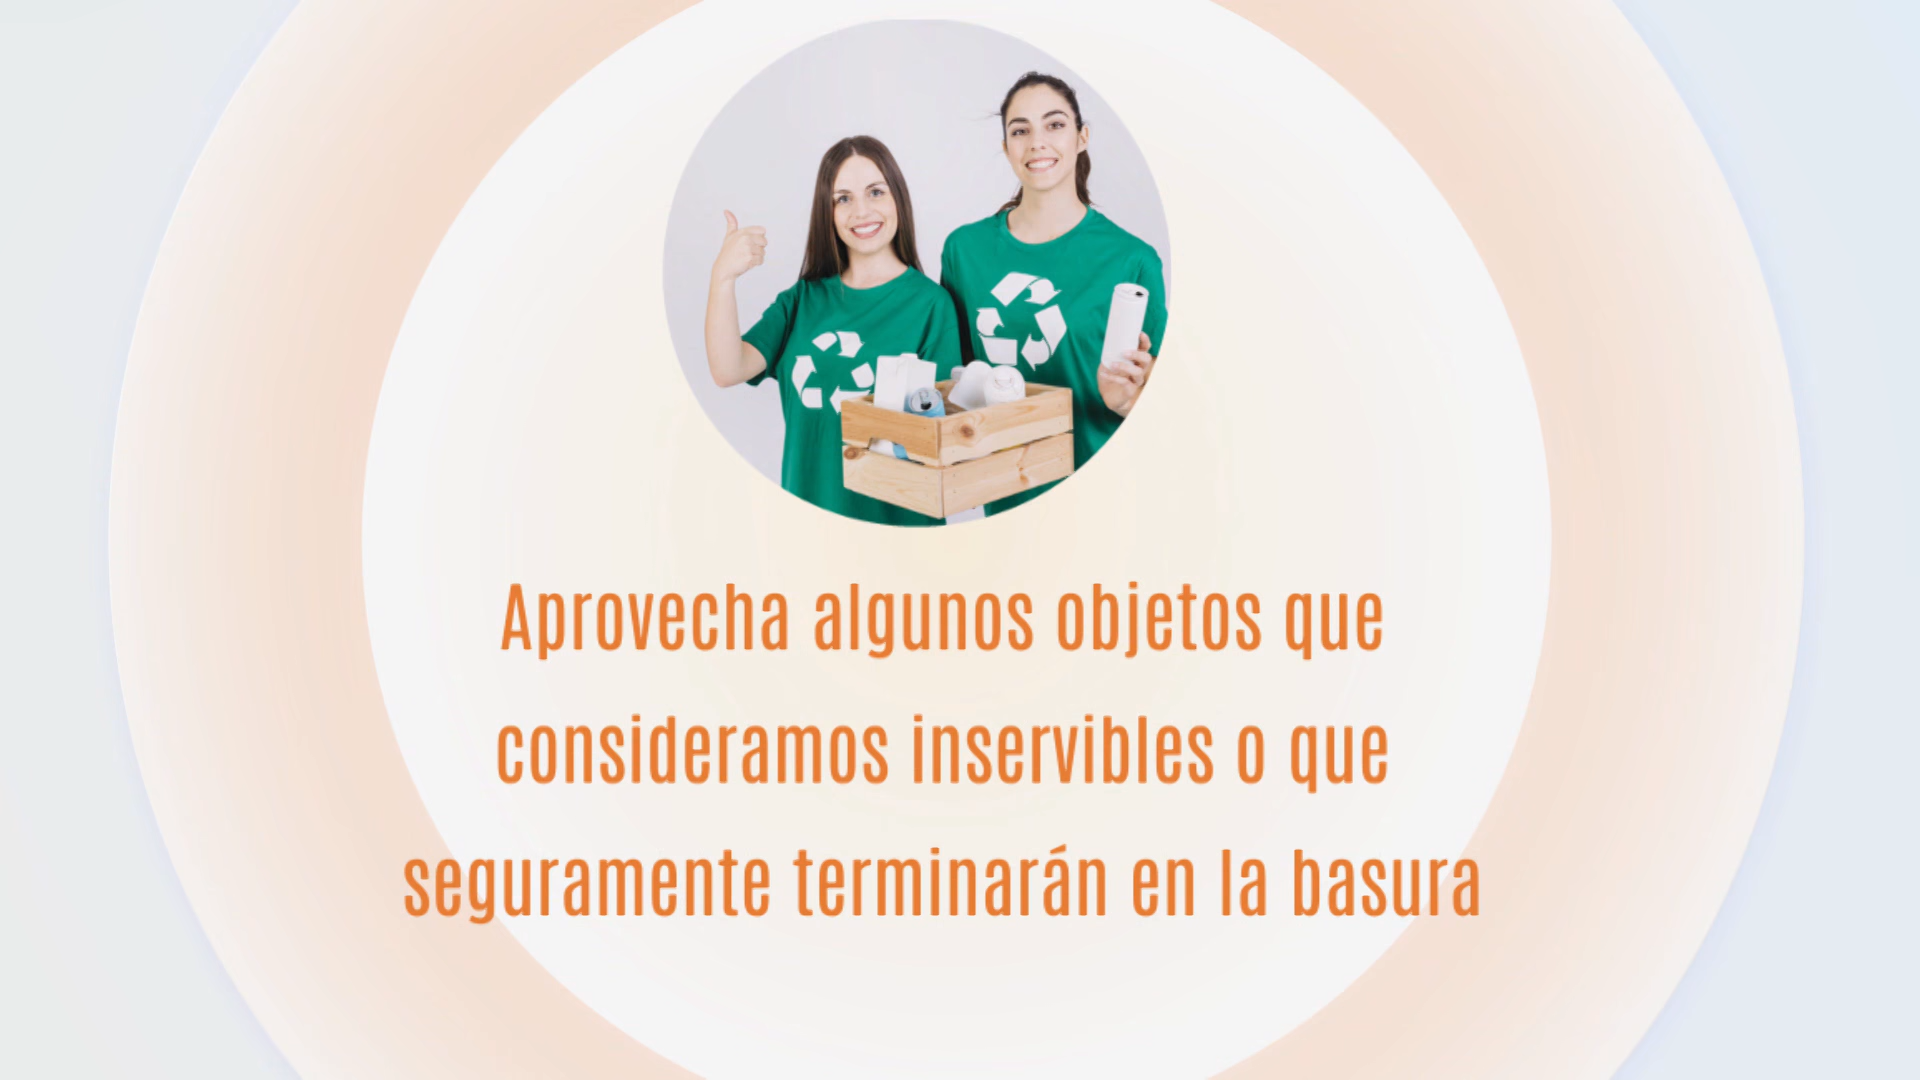 Aprovecha algunos objetos que
consideramos inservibles o que
seguramente terminarán en la basura